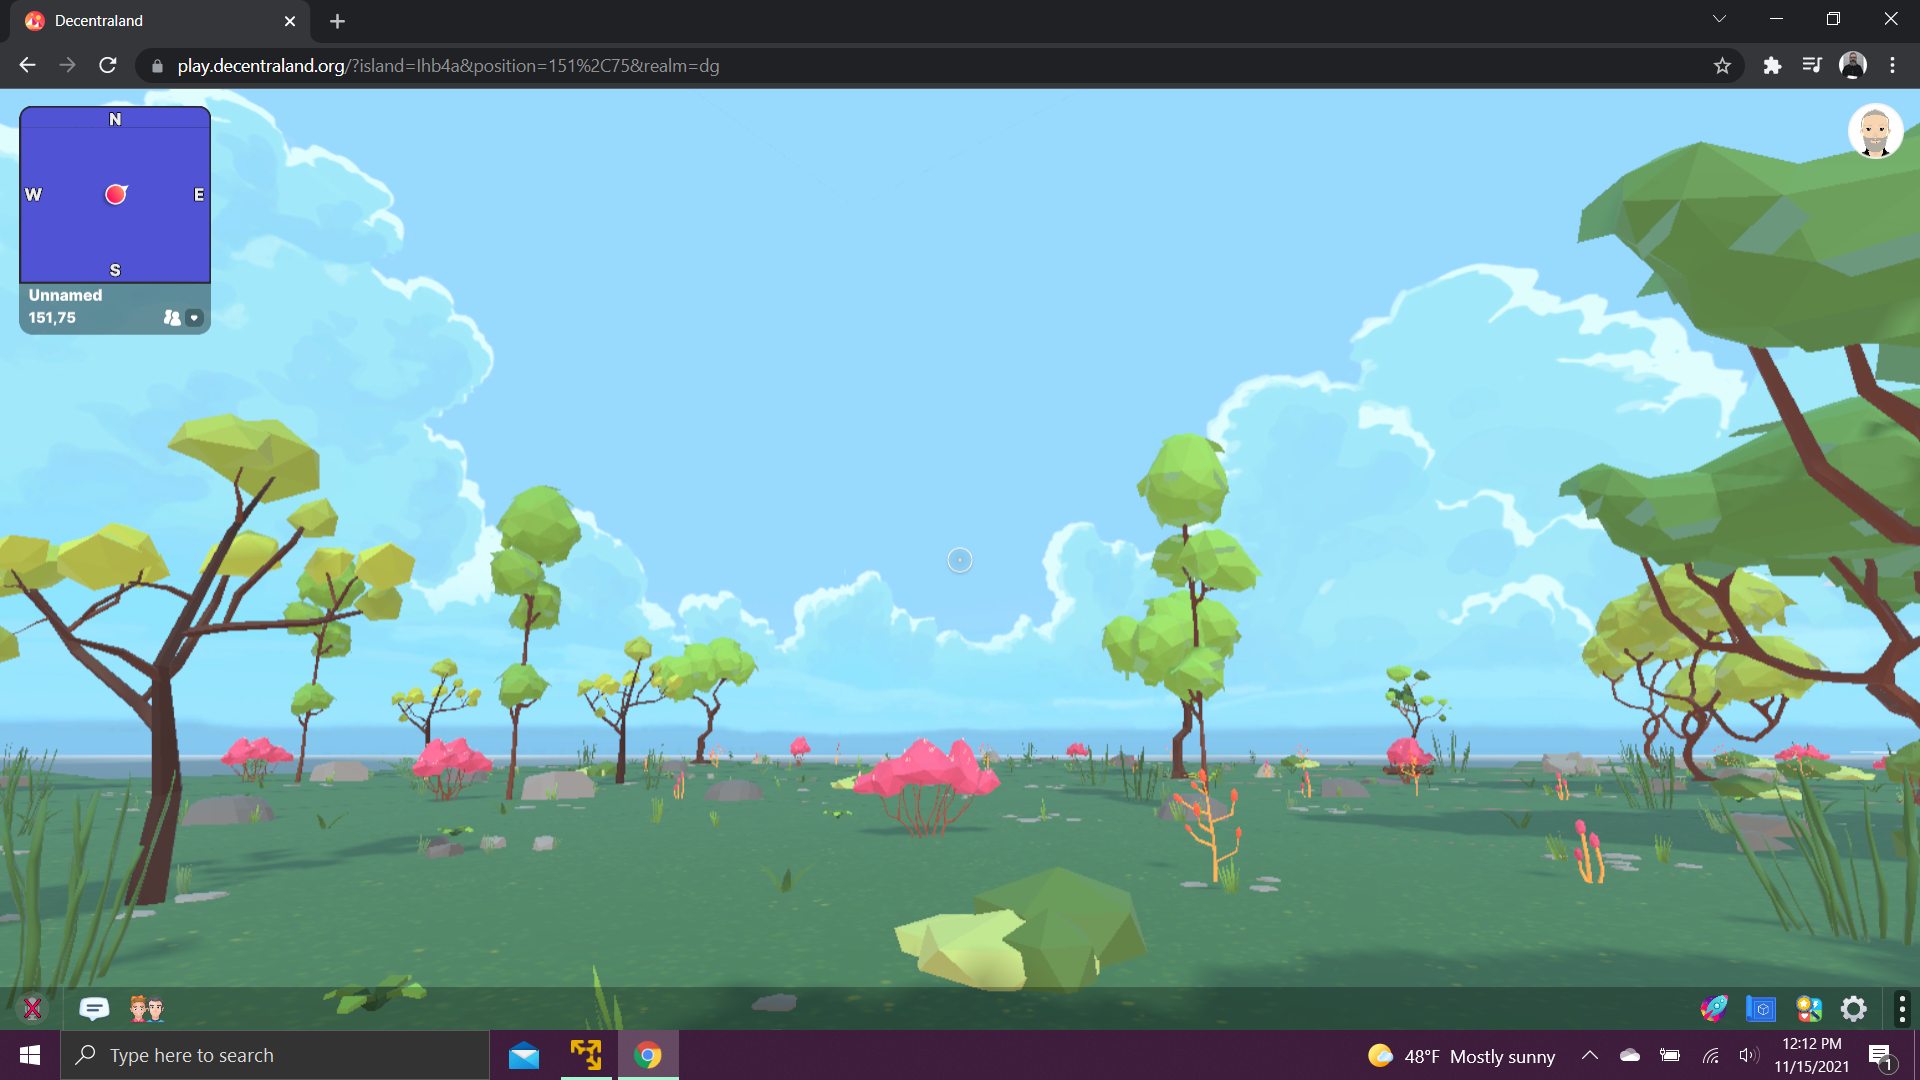 Decentraland
play.decentraland.org/?island=Ihb4a&position=151%2C75&realm=dg
N
W E
S
Unnamed
151,75
Type here to search
48°F Mostly sunny
12:12 PM
11/15/2021
1